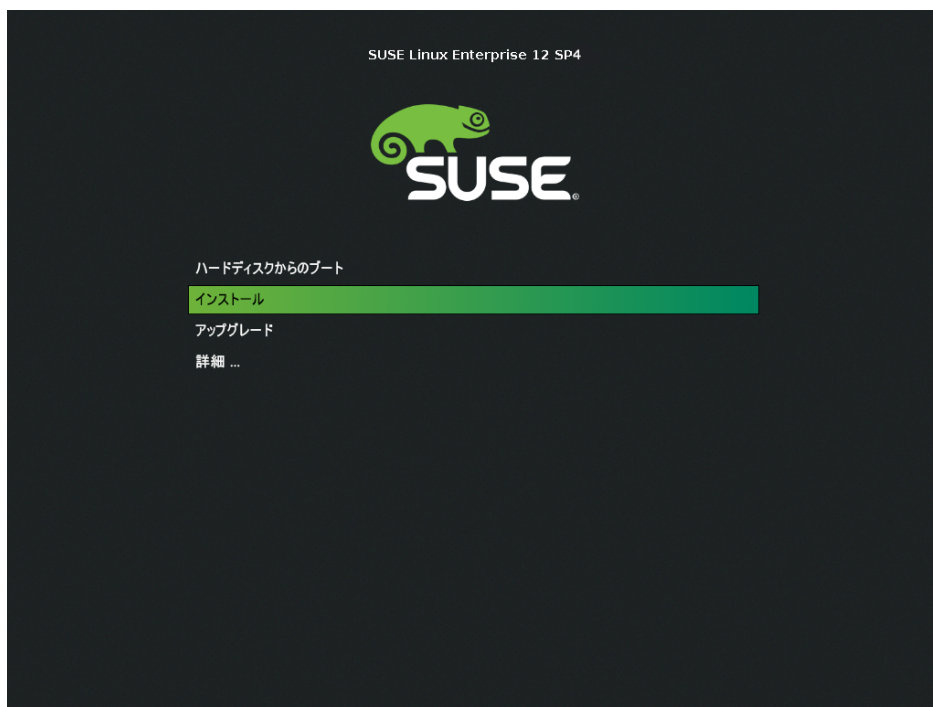 SUSE Linux Enterprise 12 SP4
SUSE®
ハードディスクからのブート
インストール
アップグレード
詳細 ...